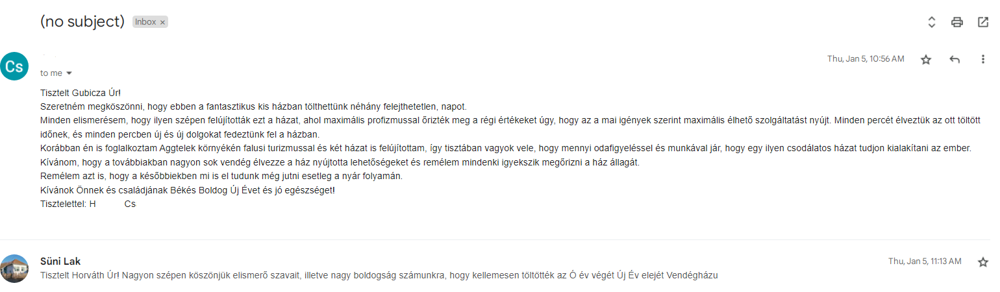 (no subject) Inbox ×
Cs
Thu, Jan 5, 10:56 AM
to me
Tisztelt Gubicza Úr!
Szeretném megköszönni, hogy ebben a fantasztikus kis házban tölthettünk néhány felejthetetlen, napot.
Minden elismerésem, hogy ilyen szépen felújították ezt a házat, ahol maximális profizmussal őrizték meg a régi értékeket úgy, hogy az a mai igények szerint maximális élhető szolgáltatást nyújt. Minden percét élveztük az ott töltött
időnek, és minden percben új és új dolgokat fedeztünk fel a házban.
Korábban én is foglalkoztam Aggtelek környékén falusi turizmussal és két házat is felújítottam, így tisztában vagyok vele, hogy mennyi odafigyeléssel és munkával jár, hogy egy ilyen csodálatos házat tudjon kialakítani az ember.
Kívánom, hogy a továbbiakban nagyon sok vendég élvezze a ház nyújtotta lehetőségeket és remélem mindenki igyekszik megőrizni a ház állagát.
Remélem azt is, hogy a későbbiekben mi is el tudunk még jutni esetleg a nyár folyamán.
Kívánok Önnek és családjának Békés Boldog Új Évet és jó egészséget!
Tisztelettel: H Cs
Süni Lak
Thu, Jan 5, 11:13 AM
Tisztelt Horváth Úr! Nagyon szépen köszönjük elismerő szavait, illetve nagy boldogság számunkra, hogy kellemesen töltötték az Ó év végét Új Év elejét Vendégházu